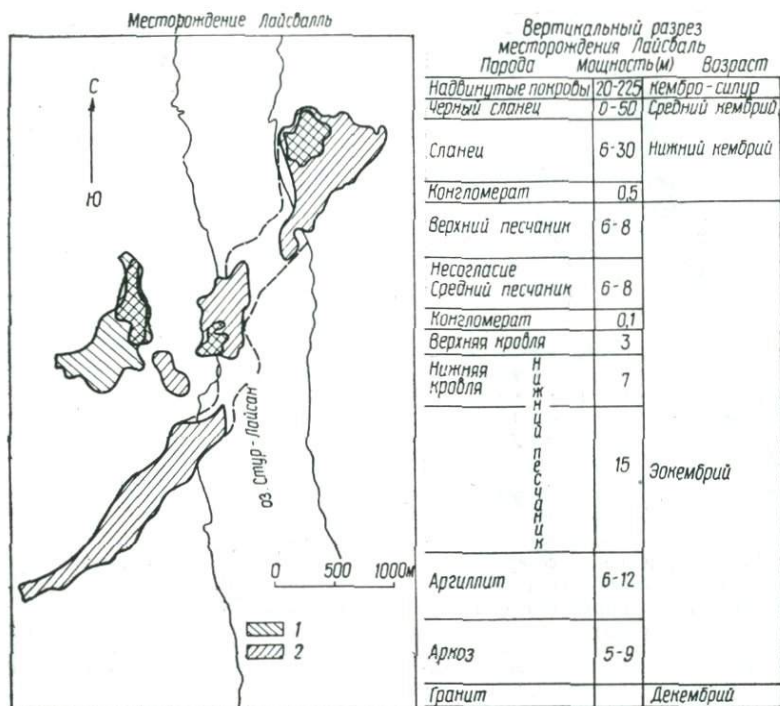 Месторождение Лайсвалль
С
Ю
оз. Стур-Лайсан
0 500 1000м
1
2
Вертикальный разрез
месторождения Лайсваль
Порода Мощность(м) Возраст
Надвинутые покровы 20-225 Кембро-силур
Черный сланец 0-50 Средний кембрий
Сланец 6-30 Нижний кембрий
Конгломерат 0,5
Верхний песчаник 6-8
Несогласие
Средний песчаник 6-8
Конгломерат 0,1
Верхняя кровля 3
Нижняя
кровля 7
Нижний песчаник
15 Эокембрий
Аргиллит 6-12
Аркоз 5-9
Гранит Декембрий